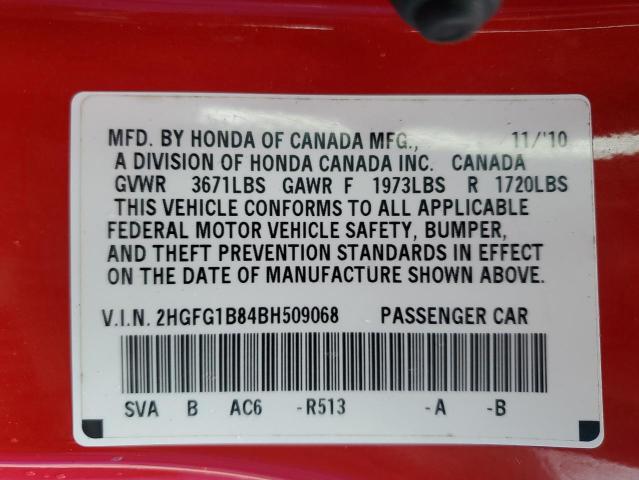 MFD. BY HONDA OF CANADA MFG., 11/'10
A DIVISION OF HONDA CANADA INC. CANADA
GVWR 3671LBS GAWR F 1973LBS R 1720LBS
THIS VEHICLE CONFORMS TO ALL APPLICABLE
FEDERAL MOTOR VEHICLE SAFETY, BUMPER,
AND THEFT PREVENTION STANDARDS IN EFFECT
ON THE DATE OF MANUFACTURE SHOWN ABOVE.
V.I.N. 2HGFG1B84BH509068 PASSENGER CAR
SVA B AC6 -R513 -A -B